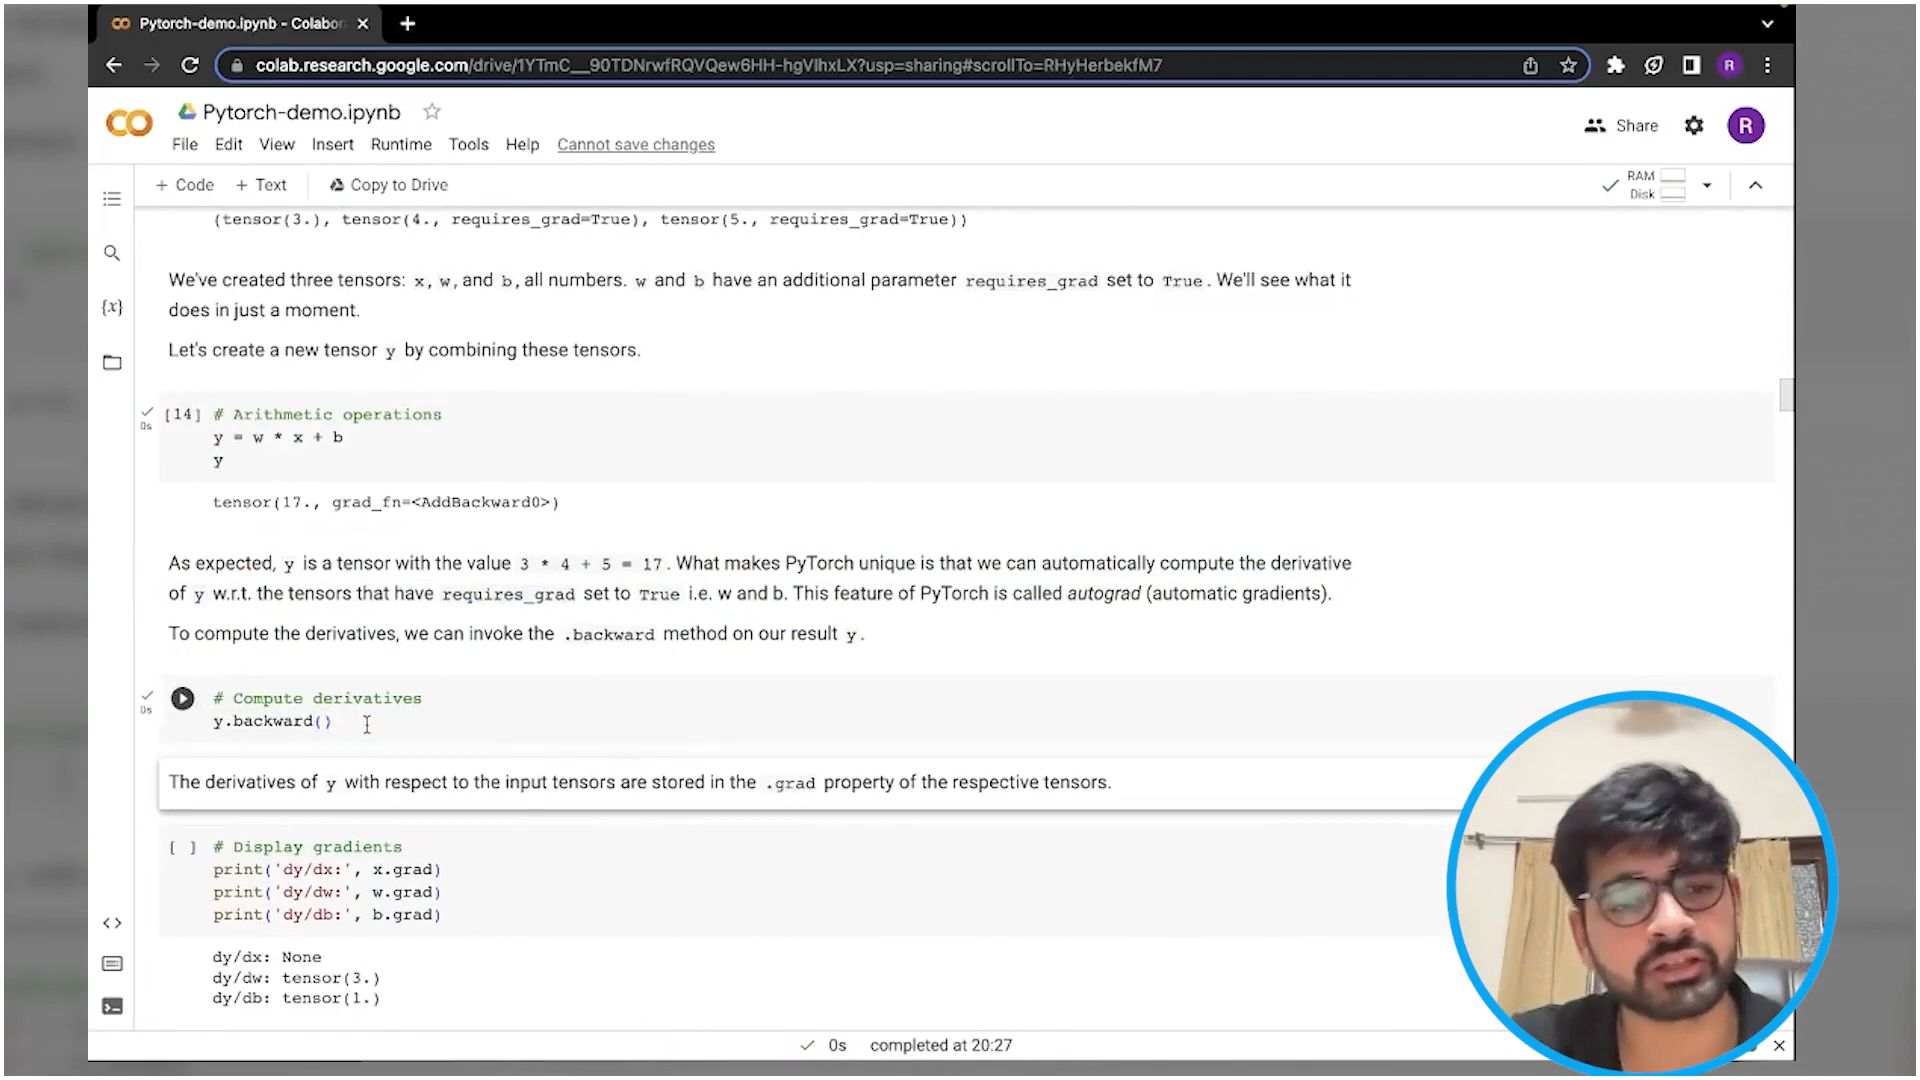 Pytorch-demo.ipynb - Colabor
colab.research.google.com/drive/1YTmC__90TDNrwfRQVQew6HH-hgVlhxLX?usp=sharing#scrollTo=RHyHerbekfM7
R
Pytorch-demo.ipynb
Share
R
File Edit View Insert Runtime Tools Help Cannot save changes
+ Code + Text Copy to Drive
RAM
Disk
(tensor(3.), tensor(4., requires_grad=True), tensor(5., requires_grad=True))
We've created three tensors: x, w, and b, all numbers. w and b have an additional parameter requires_grad set to True. We'll see what it
does in just a moment.
Let's create a new tensor y by combining these tensors.
[14] # Arithmetic operations
0s
y = w * x + b
y
tensor(17., grad_fn=<AddBackward0>)
As expected, y is a tensor with the value 3 * 4 + 5 = 17. What makes PyTorch unique is that we can automatically compute the derivative
of y w.r.t. the tensors that have requires_grad set to True i.e. w and b. This feature of PyTorch is called autograd (automatic gradients).
To compute the derivatives, we can invoke the .backward method on our result y.
# Compute derivatives
0s
y.backward()
The derivatives of y with respect to the input tensors are stored in the .grad property of the respective tensors.
[ ] # Display gradients
print('dy/dx:', x.grad)
print('dy/dw:', w.grad)
print('dy/db:', b.grad)
dy/dx: None
dy/dw: tensor(3.)
dy/db: tensor(1.)
0s completed at 20:27